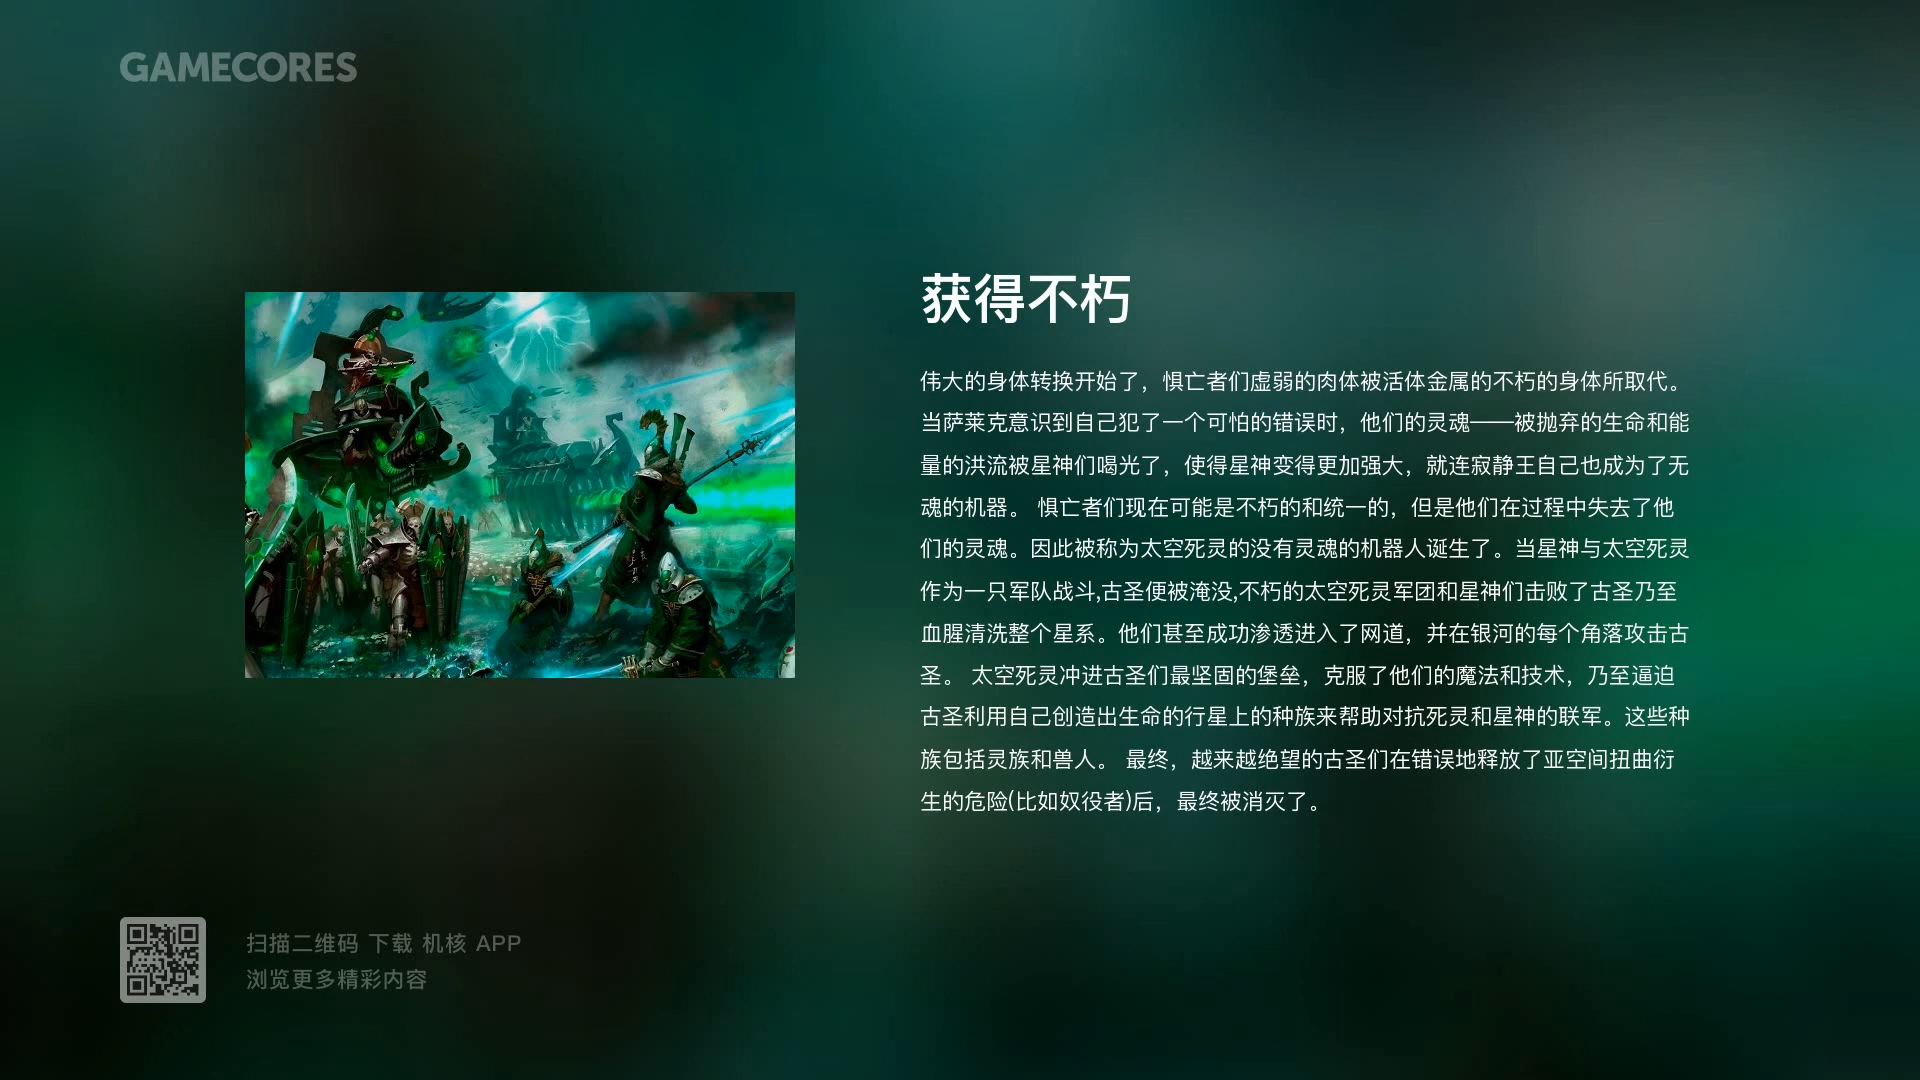 GAMECORES
获得不朽
伟大的身体转换开始了，惧亡者们虚弱的肉体被活体金属的不朽的身体所取代。
当萨莱克意识到自己犯了一个可怕的错误时，他们的灵魂——被抛弃的生命和能
量的洪流被星神们喝光了，使得星神变得更加强大，就连寂静王自己也成为了无
魂的机器。 惧亡者们现在可能是不朽的和统一的，但是他们在过程中失去了他
们的灵魂。因此被称为太空死灵的没有灵魂的机器人诞生了。当星神与太空死灵
作为一只军队战斗,古圣便被淹没,不朽的太空死灵军团和星神们击败了古圣乃至
血腥清洗整个星系。他们甚至成功渗透进入了网道，并在银河的每个角落攻击古
圣。 太空死灵冲进古圣们最坚固的堡垒，克服了他们的魔法和技术，乃至逼迫
古圣利用自己创造出生命的行星上的种族来帮助对抗死灵和星神的联军。这些种
族包括灵族和兽人。 最终，越来越绝望的古圣们在错误地释放了亚空间扭曲衍
生的危险(比如奴役者)后，最终被消灭了。
扫描二维码 下载 机核 APP
浏览更多精彩内容